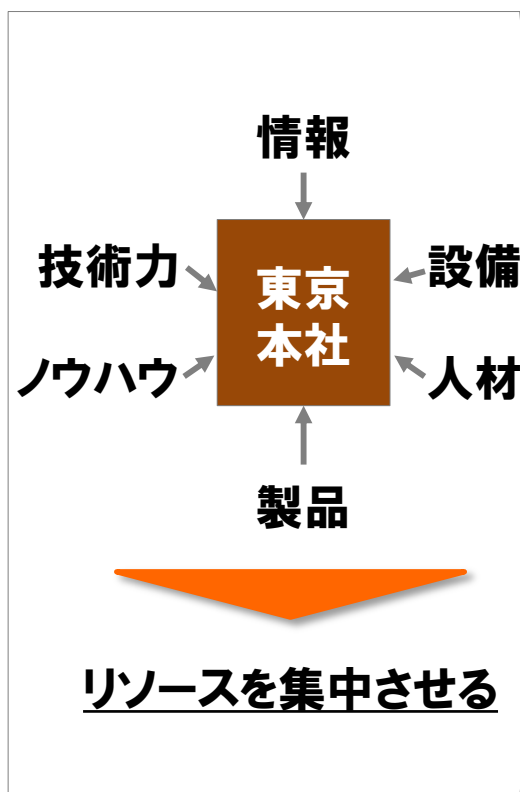 情報
技術力
設備
東京
本社
ノウハウ
人材
製品
リソースを集中させる